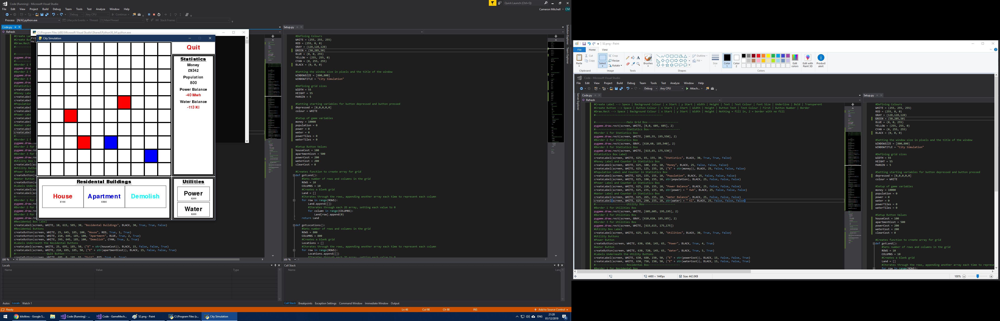 Code (Running) - Microsoft Visual Studio
Quick Launch (Ctrl+Q)
File Edit View Project Build Debug Team Tools Test Analyze Window Help
Cameron Mitchell CM
Debug Any CPU Continue
Process: [N/A] python.exe Lifecycle Events Thread: [1] MainThread Stack Frame:
Code.py
Refresh
C:\Program Files (x86)\Microsoft Visual Studio\Shared\Python36_64\python.exe
pyg
Hel
City Simulation
Quit
Statistics
Money
£9342
Population
800
Power Balance
-40 Mwh
Water Balance
-113 Kl
Residential Buildings
House
£100
Apartment
£500
Demolish
Utilities
Power
£200
Water
£200
#Residental Box Label
createLabel(screen, WHITE, 10, 615, 585, 30, "Residental Buildings", BLACK, 30, True, True, False)
#Residental Buttons
createButton(screen, WHITE, 25, 645, 185, 100, "House", RED, True, 1, True)
createButton(screen, WHITE, 210, 645, 185, 100, "Apartment", BLUE, True, 2, True)
createButton(screen, WHITE, 395, 645, 185, 100, "Demolish", CYAN, True, 3, True)
#Labels Underneath the Residental Buttons
createLabel(screen, WHITE, 25, 695, 185, 50, ("£" + str(houseCost)), BLACK, 15, False, False, True)
createLabel(screen, WHITE, 210, 695, 185, 50, ("£" + str(apartmentCost)), BLACK, 15, False, False, True)
#--------------------Quit Button--------------------
100 %
Setup.py
#Defining Colours
WHITE = (255, 255, 255)
RED = (255, 0, 0)
GRAY = (128,128,128)
GREEN = (50,205,50)
BLUE = (0, 0, 255)
YELLOW = (255, 255, 0)
CYAN = (0, 255, 255)
BLACK = (0, 0, 0)
#Setting the window size in pixels and the title of the window
WINDOWSIZE = [800,800]
WINDOWTITLE = "City Simulation"
#Defining grid sizes
WIDTH = 55
HEIGHT = 55
MARGIN = 5
#Setting starting variables for button depressed and button pressed
depressed = [0,0,0,0,0]
colour = WHITE
#Setup of game variables
money = 10000
population = 0
power = 0
water = 0
powerTiles = 0
waterTiles = 0
#Setup Button Values
houseCost = 100
apartmentCost = 500
powerCost = 200
waterCost = 200
clearCost = 0
#Creates function to create array for grid
def getLand():
#Sets number of rows and columns in the grid
ROWS = 10
COLUMNS = 10
#Creates a blank grid
Land = []
#Iterates through the rows, appending another array each time to represent each column
for row in range(ROWS):
Land.append([])
#Iterates through each 2D array, setting each value to 0
for column in range(COLUMNS):
Land[row].append(0)
return Land
def getLocations():
#Sets number of rows and columns in the grid
ROWS = 800
COLUMNS = 800
#Creates a blank grid
Locations = []
#Iterates through the rows, appending another array each time to represent each column
for row in range(ROWS):
Locations.append([])
100 %
Solution Explorer
Team Explorer
Locals
Name Value Type
Autos Locals Watch 1
Call Stack
Name Lang
Call Stack Breakpoints Exception Settings Command Window Immediate Window Output
Ready
Ln 46 Col 98 Ch 98 INS
Add to Source Control
kilolitres - Google S...
Code (Running) - ...
Code - GameMech...
52.png - Paint
C:\Program Files (x...
City Simulation
ENG
21:20
01/12/2019
52.png - Paint
File Home View
Paste Cut Copy Select Crop Resize Rotate Brushes Outline Fill Size Color 1 Color 2 Edit colors Edit with Paint 3D Product alert
Clipboard Image Tools Shapes Colors
Code - Microsoft Visual Studio
File Edit View Project Build Debug Team Tools Test Analyze Window Help
Debug Any CPU Attach...
Server Explorer
Code.py
Refresh
#Create Label --> Space | Background Colour | x Start | y Start | Width | Height | Text | Text Colour | Font Size | Underline | Bold | Transparent
#Create Button --> Space | Button Colour | x Start | y Start | Width | Height | Button Text | Text Colour | First | Button Number | Border
#Draw.Rect --> Space | Background Colour | x Start | y Start | Width | Height | Nothing = fill in, 2 = border with no fill
#--------------------Main Grid Box--------------------
pygame.draw.rect(screen, WHITE, [0,0, 605, 605], 2)
#--------------------Statistics Box--------------------
#Border 1 for Statistics Box
pygame.draw.rect(screen, WHITE, [605,55, 195,550], 2)
#Border 2 for Statistics Box
pygame.draw.rect(screen, GRAY, [610,60, 185,540], 2)
#Border 3 for Statistics Box
pygame.draw.rect(screen, WHITE, [615,65, 175,530])
#Statistics Box Label
createLabel(screen, WHITE, 625, 65, 155, 30, "Statistics", BLACK, 30, True, True, False)
#Money Label and Counter in Statistics Box
createLabel(screen, WHITE, 625, 100, 155, 10, "Money", BLACK, 25, False, False, False)
createLabel(screen, WHITE, 625, 125, 155, 10, ("£" + str(money)), BLACK, 25, False, False, False)
#Population Label and Counter in Statistics Box
createLabel(screen, WHITE, 625, 155, 155, 10, "Population", BLACK, 25, False, False, False)
createLabel(screen, WHITE, 625, 180, 155, 10, str(population), BLACK, 25, False, False, False)
#Power Label and Counter in Statistics Box
createLabel(screen, WHITE, 625, 210, 155, 10, "Power Balance", BLACK, 25, False, False, False)
createLabel(screen, WHITE, 625, 235, 155, 10, str(power) + " Kwh", BLACK, 25, False, False, False)
#Water Label and Counter in Statistics Box
createLabel(screen, WHITE, 625, 265, 155, 10, "Water Balance", BLACK, 25, False, False, False)
createLabel(screen, WHITE, 625, 290, 155, 10, str(water) + " Kl", BLACK, 25, False, False, False)
#--------------------Utility Box--------------------
#Border 1 for Utilities Box
pygame.draw.rect(screen, WHITE, [605,605, 195,195], 2)
#Border 2 for Utilities Box
pygame.draw.rect(screen, GRAY, [610,610, 185,185], 2)
#Border 3 for Utilities Box
pygame.draw.rect(screen, WHITE, [615,615, 175,175])
#Utility Box Label
createLabel(screen, WHITE, 625, 615, 155, 30, "Utilities", BLACK, 30, True, True, False)
#Utility Buttons
#Power Button
createButton(screen, WHITE, 630, 650, 145, 65, "Power", BLACK, True, 4, True)
#Water Button
createButton(screen, WHITE, 630, 720, 145, 65, "Water", BLACK, True, 5, True)
#Labels Underneath the Utility Buttons
createLabel(screen, WHITE, 630, 680, 150, 50, ("£" + str(powerCost)), BLACK, 15, False, False, True)
createLabel(screen, WHITE, 630, 750, 150, 50, ("£" + str(waterCost)), BLACK, 15, False, False, True)
#--------------------Residental Box--------------------
#Border 1 for Residental Box
Setup.py
#Defining Colours
WHITE = (255, 255, 255)
RED = (255, 0, 0)
GRAY = (128,128,128)
GREEN = (50,205,50)
BLUE = (0, 0, 255)
YELLOW = (255, 255, 0)
CYAN = (0, 255, 255)
BLACK = (0, 0, 0)
#Setting the window size in pixels and the title of the window
WINDOWSIZE = [800,800]
WINDOWTITLE = "City Simulation"
#Defining grid sizes
WIDTH = 55
HEIGHT = 55
MARGIN = 5
#Setting starting variables for button depressed and button pressed
depressed = [0,0,0,0,0]
colour = WHITE
#Setup of game variables
money = 10000
population = 0
power = 0
water = 0
powerTiles = 0
waterTiles = 0
#Setup Button Values
houseCost = 100
apartmentCost = 500
powerCost = 200
waterCost = 200
clearCost = 0
#Creates function to create array for grid
def getLand():
#Sets number of rows and columns in the grid
ROWS = 10
COLUMNS = 10
#Creates a blank grid
Land = []
#Iterates through the rows, appending another array each time to represe
for row in range(ROWS):
4480 × 1440px
Size: 442.0KB
100%